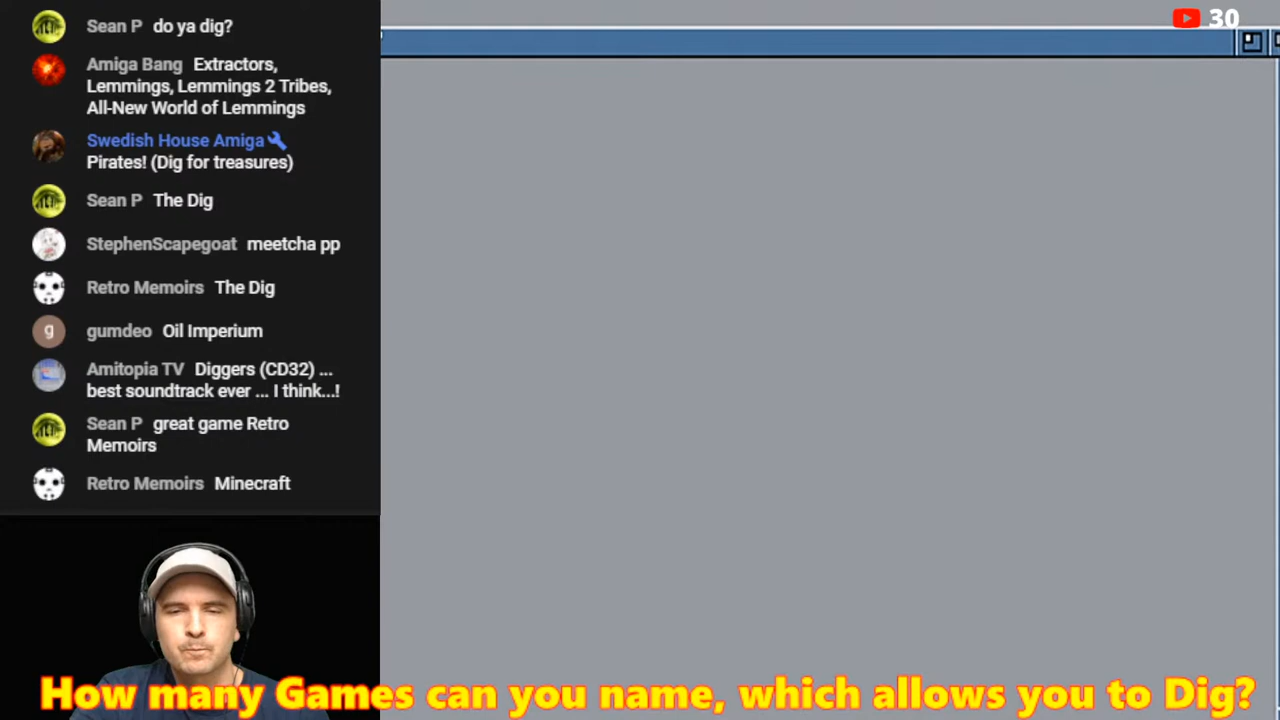 30
Sean P do ya dig?
Amiga Bang Extractors,
Lemmings, Lemmings 2 Tribes,
All-New World of Lemmings
Swedish House Amiga
Pirates! (Dig for treasures)
Sean P The Dig
StephenScapegoat meetcha pp
Retro Memoirs The Dig
g gumdeo Oil Imperium
Amitopia TV Diggers (CD32) ...
best soundtrack ever ... I think...!
Sean P great game Retro
Memoirs
Retro Memoirs Minecraft
How many Games can you name, which allows you to Dig?